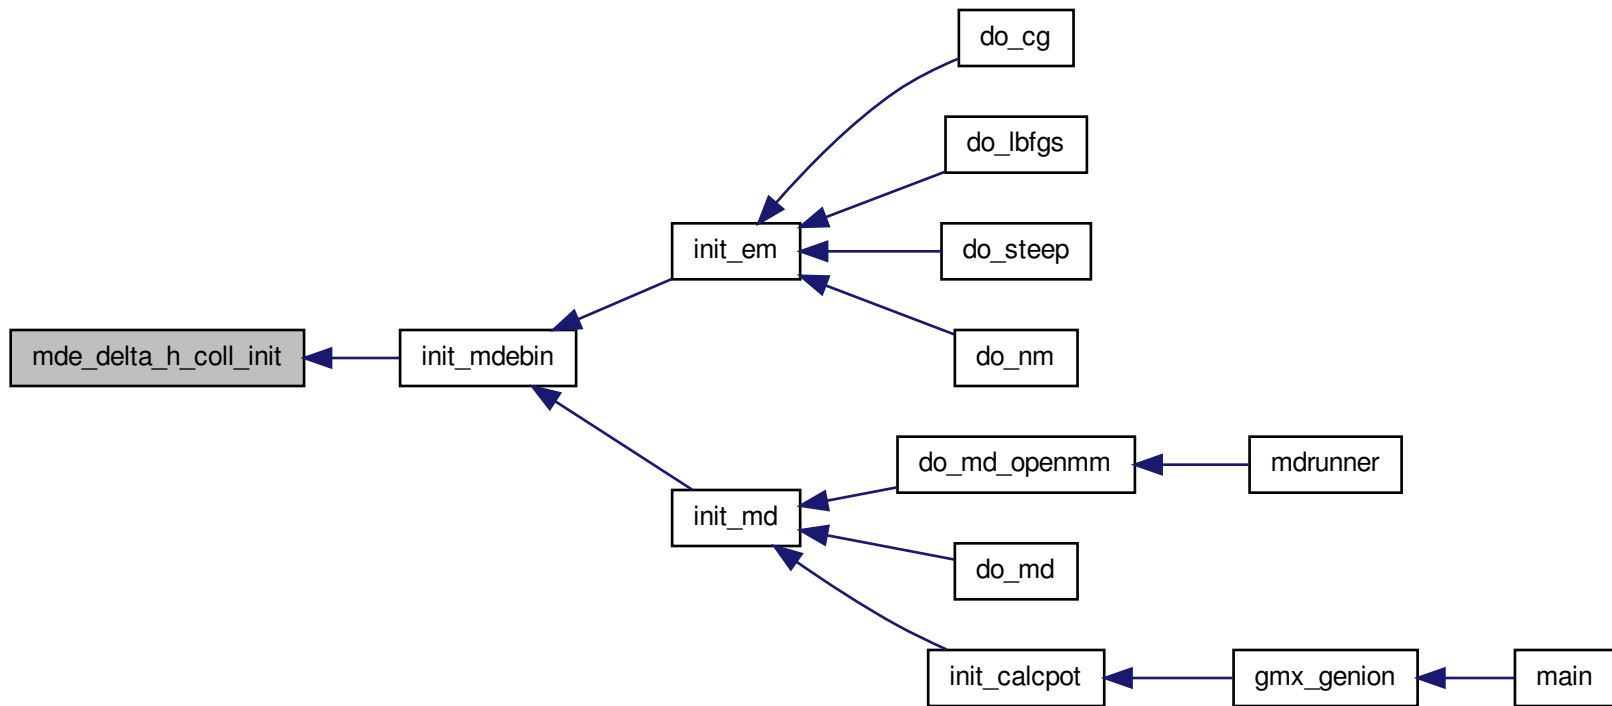 do_cg
do_lbfgs
init_em
do_steep
mde_delta_h_coll_init
init_mdebin
do_nm
do_md_openmm
mdrunner
init_md
do_md
init_calcpot
gmx_genion
main